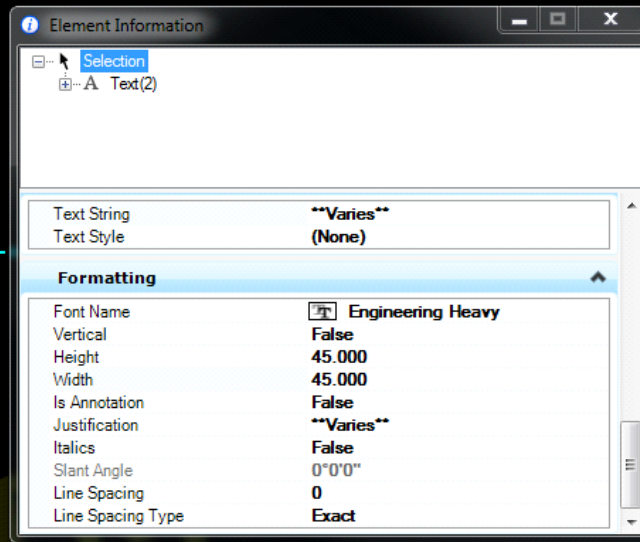 Element Information
Selection
A Text(2)
Text String **Varies**
Text Style (None)
Formatting
Font Name Engineering Heavy
Vertical False
Height 45.000
Width 45.000
Is Annotation False
Justification **Varies**
Italics False
Slant Angle 0°0'0"
Line Spacing 0
Line Spacing Type Exact